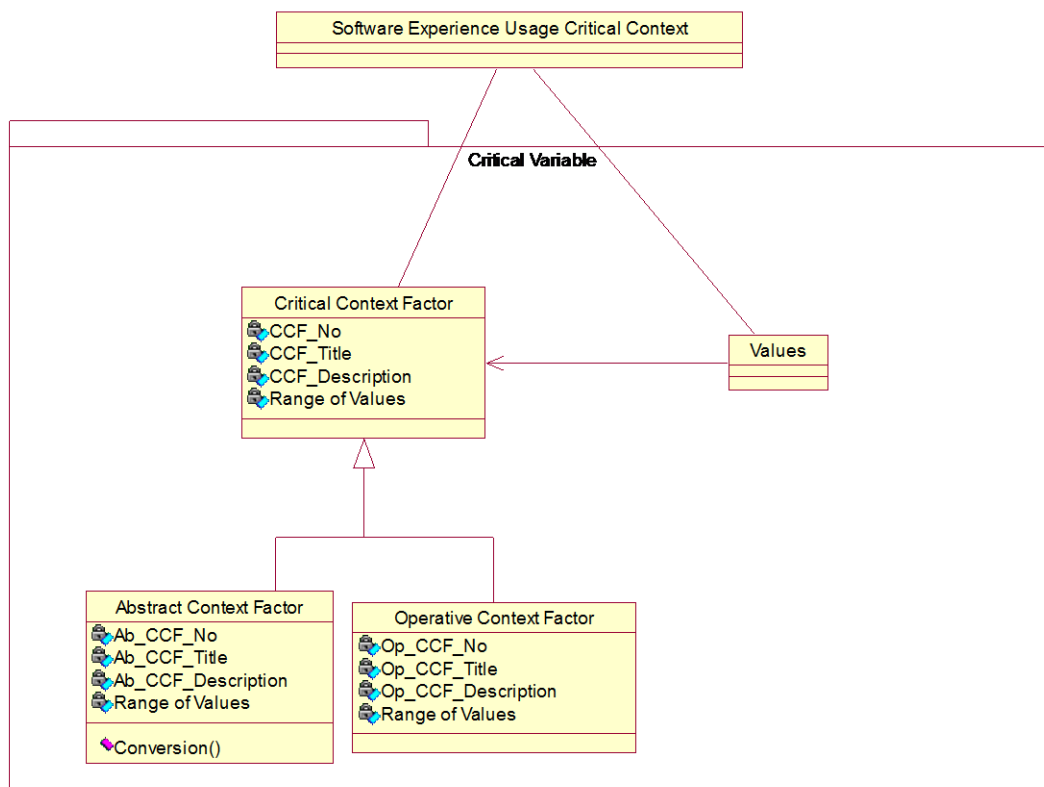 Software Experience Usage Critical Context
Critical Variable
Critical Context Factor
CCF_No
CCF_Title
CCF_Description
Range of Values
Values
Abstract Context Factor
Ab_CCF_No
Ab_CCF_Title
Ab_CCF_Description
Range of Values
Conversion()
Operative Context Factor
Op_CCF_No
Op_CCF_Title
Op_CCF_Description
Range of Values